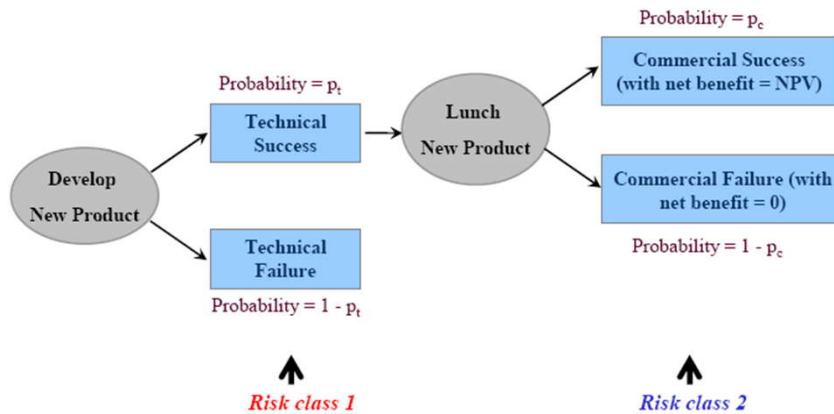 Probability = pc
Commercial Success
(with net benefit = NPV)
Probability = pt
Technical
Success
Lunch
New Product
Develop
New Product
Commercial Failure (with
net benefit = 0)
Technical
Failure
Probability = 1 - pc
Probability = 1 - pt
Risk class 1
Risk class 2